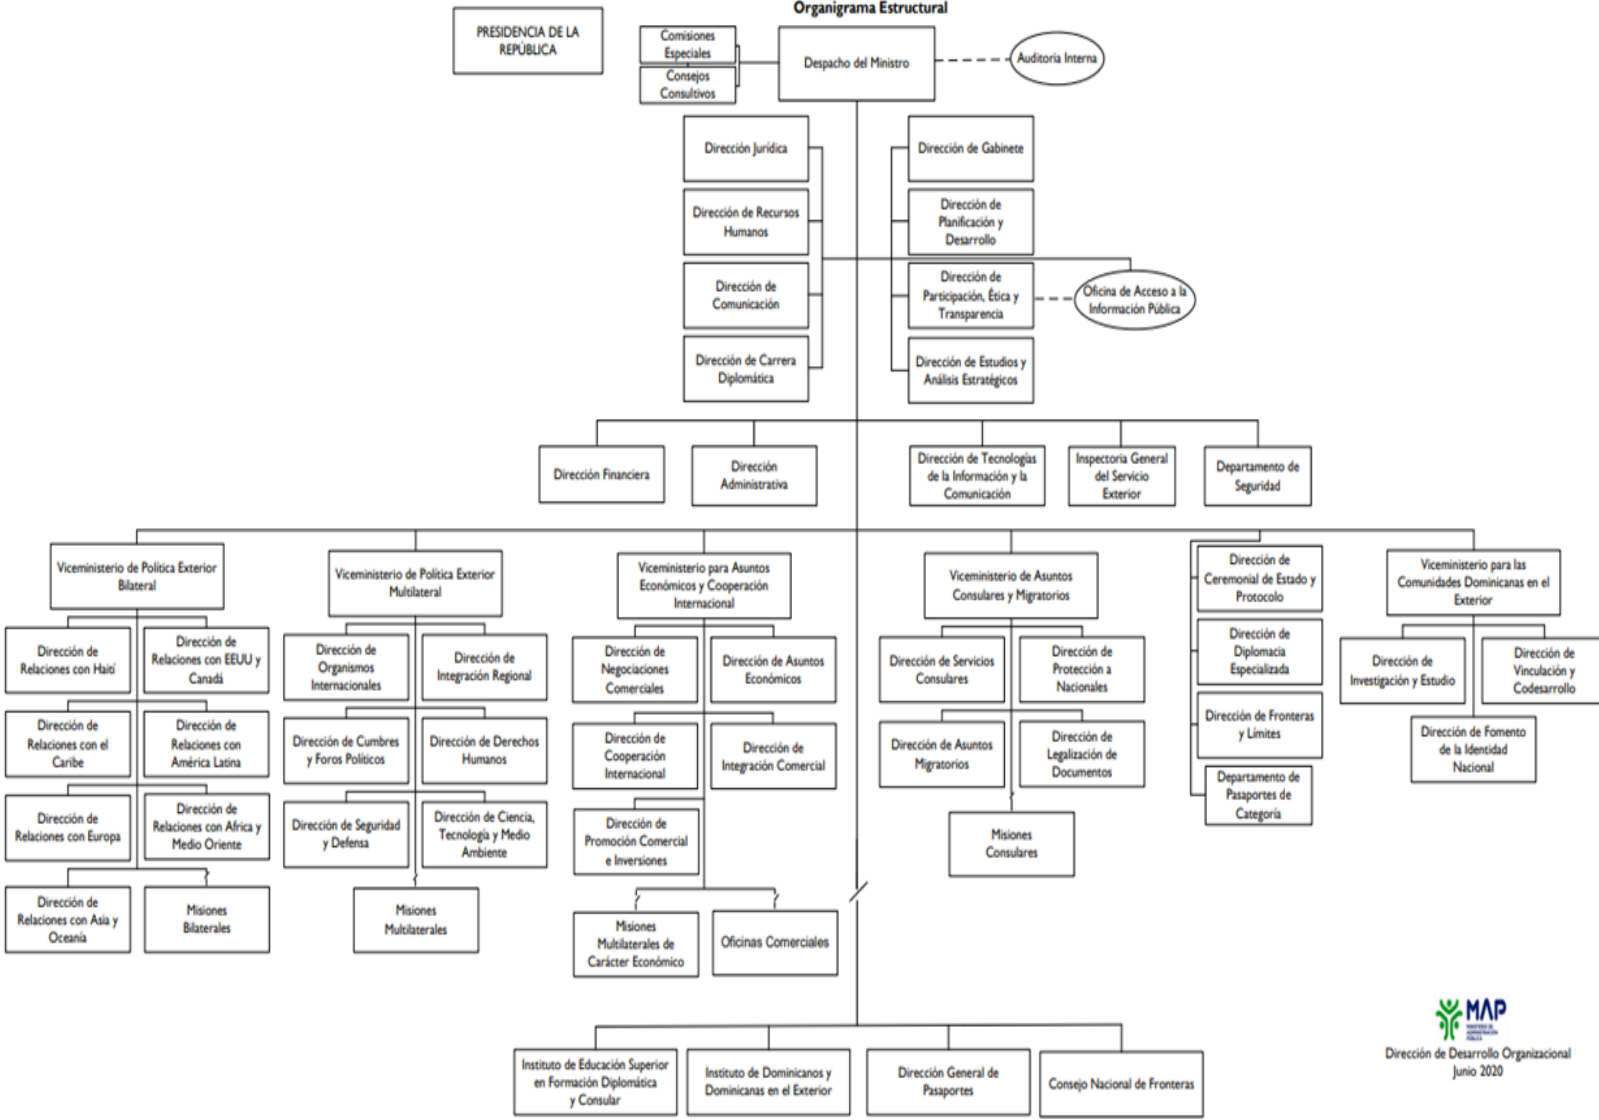 Organigrama Estructural
PRESIDENCIA DE LA
REPÚBLICA
Comisiones
Especiales
Consejos
Consultivos
Despacho del Ministro
Auditoria Interna
Dirección Jurídica
Dirección de Gabinete
Dirección de Recursos
Humanos
Dirección de
Planificación y
Desarrollo
Dirección de
Comunicación
Dirección de
Participación, Ética y
Transparencia
Oficina de Acceso a la
Información Pública
Dirección de Carrera
Diplomática
Dirección de Estudios y
Análisis Estratégicos
Dirección Financiera
Dirección
Administrativa
Dirección de Tecnologías
de la Información y la
Comunicación
Inspectoria General
del Servicio
Exterior
Departamento de
Seguridad
Viceministerio de Política Exterior
Bilateral
Viceministerio de Política Exterior
Multilateral
Viceministerio para Asuntos
Económicos y Cooperación
Internacional
Viceministerio de Asuntos
Consulares y Migratorios
Dirección de
Ceremonial de Estado y
Protocolo
Viceministerio para las
Comunidades Dominicanas en el
Exterior
Dirección de
Relaciones con Haití
Dirección de
Relaciones con EEUU y
Canadá
Dirección de
Organismos
Internacionales
Dirección de
Integración Regional
Dirección de
Negociaciones
Comerciales
Dirección de Asuntos
Económicos
Dirección de Servicios
Consulares
Dirección de
Protección a
Nacionales
Dirección de
Diplomacia
Especializada
Dirección de
Investigación y Estudio
Dirección de
Vinculación y
Codesarrollo
Dirección de
Relaciones con el
Caribe
Dirección de
Relaciones con
América Latina
Dirección de Cumbres
y Foros Políticos
Dirección de Derechos
Humanos
Dirección de
Cooperación
Internacional
Dirección de
Integración Comercial
Dirección de Asuntos
Migratorios
Dirección de
Legalización de
Documentos
Dirección de Fronteras
y Límites
Dirección de Fomento
de la Identidad
Nacional
Dirección de
Relaciones con Europa
Dirección de
Relaciones con Africa y
Medio Oriente
Dirección de Seguridad
y Defensa
Dirección de Ciencia,
Tecnología y Medio
Ambiente
Dirección de
Promoción Comercial
e Inversiones
Misiones
Consulares
Departamento de
Pasaportes de
Categoría
Dirección de
Relaciones con Asia y
Oceanía
Misiones
Bilaterales
Misiones
Multilaterales
Misiones
Multilaterales de
Carácter Económico
Oficinas Comerciales
Instituto de Educación Superior
en Formación Diplomática
y Consular
Instituto de Dominicanos y
Dominicanas en el Exterior
Dirección General de
Pasaportes
Consejo Nacional de Fronteras
MAP
MINISTERIO DE
ADMINISTRACIÓN
PÚBLICA
Dirección de Desarrollo Organizacional
Junio 2020